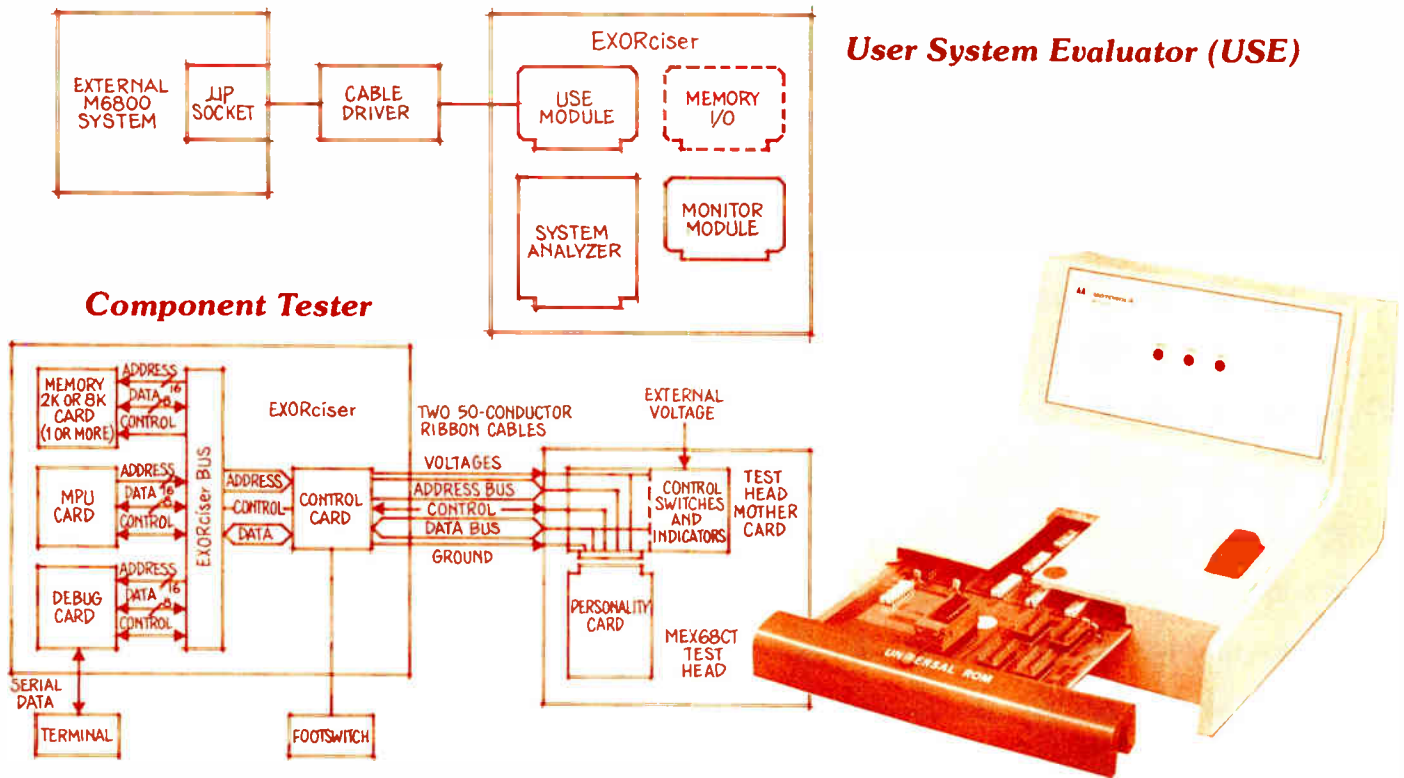 User System Evaluator (USE)
EXTERNAL
M6800
SYSTEM
µP
SOCKET
CABLE
DRIVER
EXORciser
USE
MODULE
MEMORY
I/O
SYSTEM
ANALYZER
MONITOR
MODULE
Component Tester
MEMORY
2K OR 8K
CARD
(1 OR MORE)
ADDRESS
16
DATA
8
CONTROL
MPU
CARD
ADDRESS
DATA
16
8
CONTROL
DEBUG
CARD
ADDRESS
16
DATA
8
CONTROL
EXORciser BUS
EXORciser
ADDRESS
CONTROL
DATA
CONTROL
CARD
TWO 50-CONDUCTOR
RIBBON CABLES
VOLTAGES
ADDRESS BUS
CONTROL
DATA BUS
GROUND
EXTERNAL
VOLTAGE
CONTROL
SWITCHES
AND
INDICATORS
TEST
HEAD
MOTHER
CARD
PERSONALITY
CARD
MEX68CT
TEST
HEAD
SERIAL
DATA
TERMINAL
FOOTSWITCH
UNIVERSAL ROM